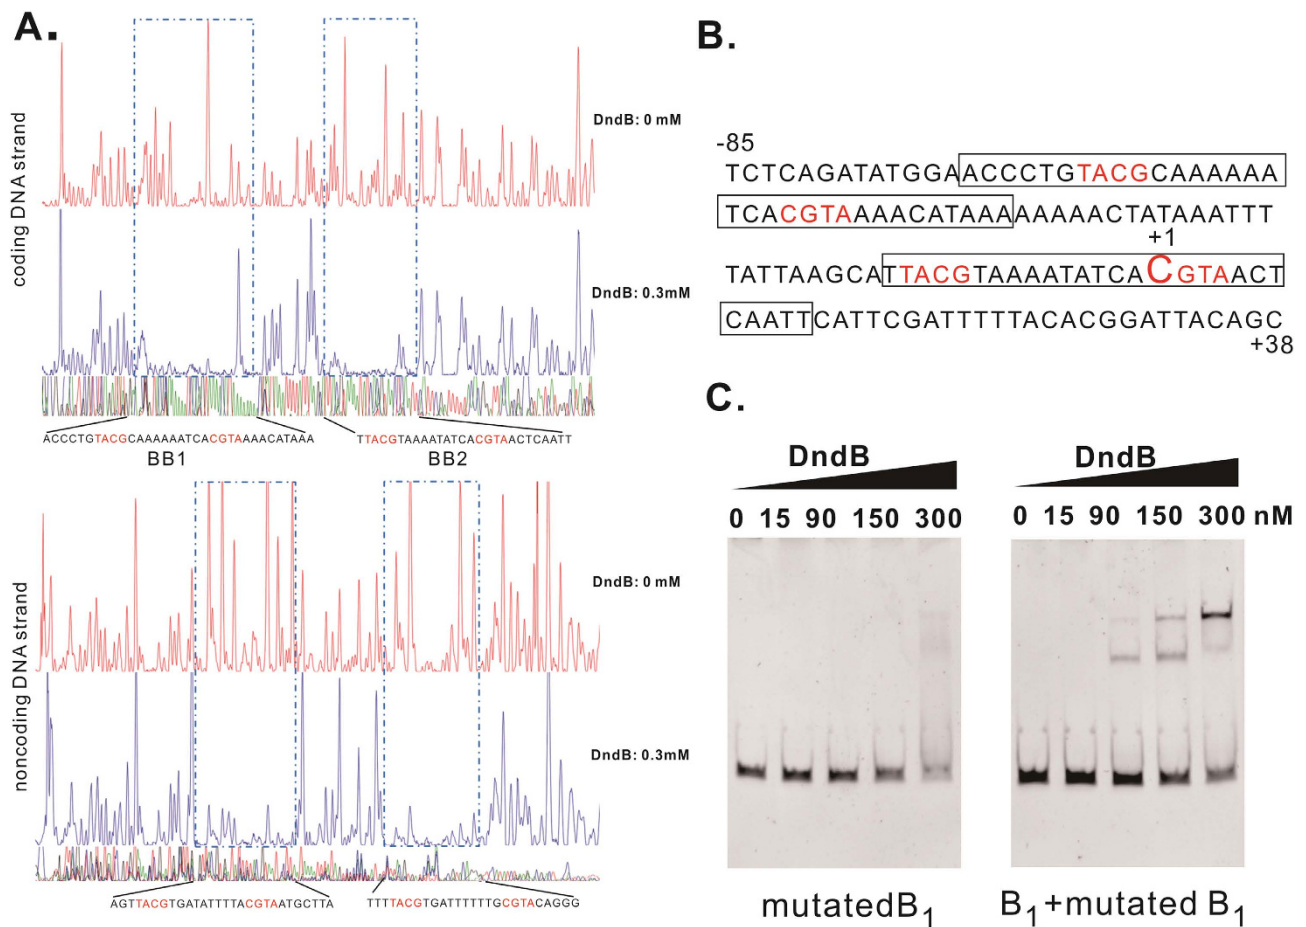 A.
coding DNA strand
DndB: 0 mM
DndB: 0.3mM
ACCCTGTACGCAAAAAATCACGTAAAACATAAA
TTACGTAAAATATCACGTAACTCAATT
BB1
BB2
noncoding DNA strand
DndB: 0 mM
DndB: 0.3mM
AGTTACGTGATATTTTACGTAATGCTTA
TTTTACGTGATTTTTTGCGTACAGGG
B.
-85
TCTCAGATATGGAACCCTGTACGCAAAAAA
TCACGTAAAACATAAAAAAAACTATAAATTT
+1
TATTAAGCATTACGTAAAATATCACGTAACT
CAATTCATTCGATTTTTACACGGATTACAGC
+38
C.
DndB
0 15 90 150 300
DndB
0 15 90 150 300 nM
mutatedB1
B1+mutated B1